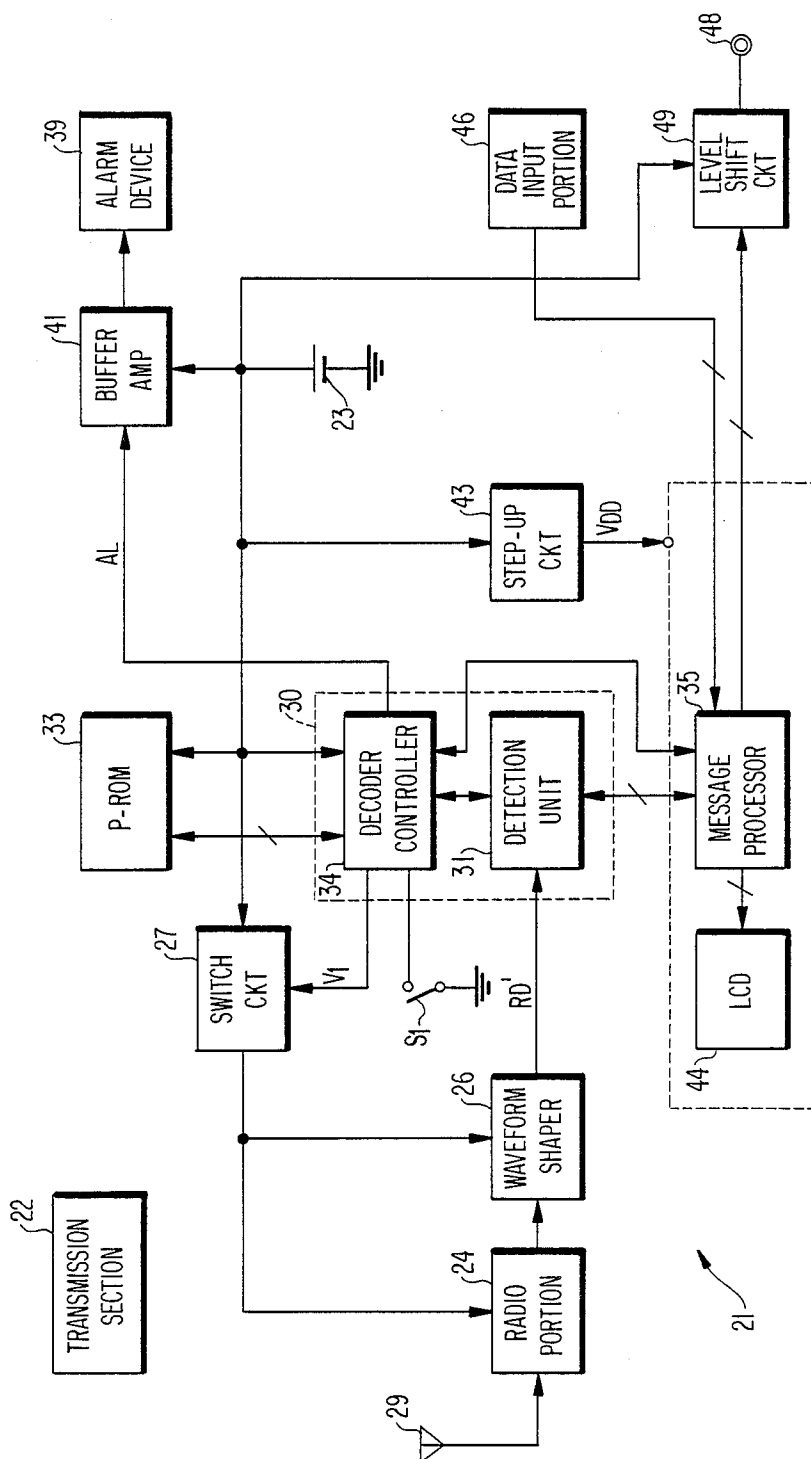 22
TRANSMISSION
SECTION
27
SWITCH
CKT
V1
33
P-ROM
AL
41
BUFFER
AMP
39
ALARM
DEVICE
23
30
DECODER
CONTROLLER
34
S1
43
STEP-UP
CKT
VDD
46
DATA
INPUT
PORTION
29
24
RADIO
PORTION
26
WAVEFORM
SHAPER
RD'
DETECTION
UNIT
31
49
LEVEL
SHIFT
CKT
48
35
MESSAGE
PROCESSOR
LCD
44
21